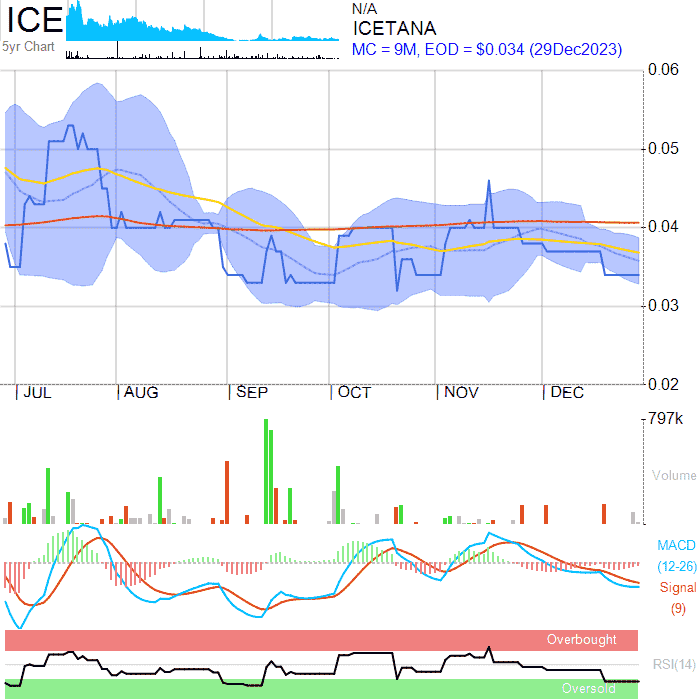 ICE
5yr Chart
N/A
ICETANA
MC = 9M, EOD = $0.034 (29Dec2023)
0.06
0.05
0.04
0.03
0.02
JUL AUG SEP OCT NOV DEC
797k
Volume
MACD
(12-26)
Signal
(9)
Overbought
RSI(14)
Oversold